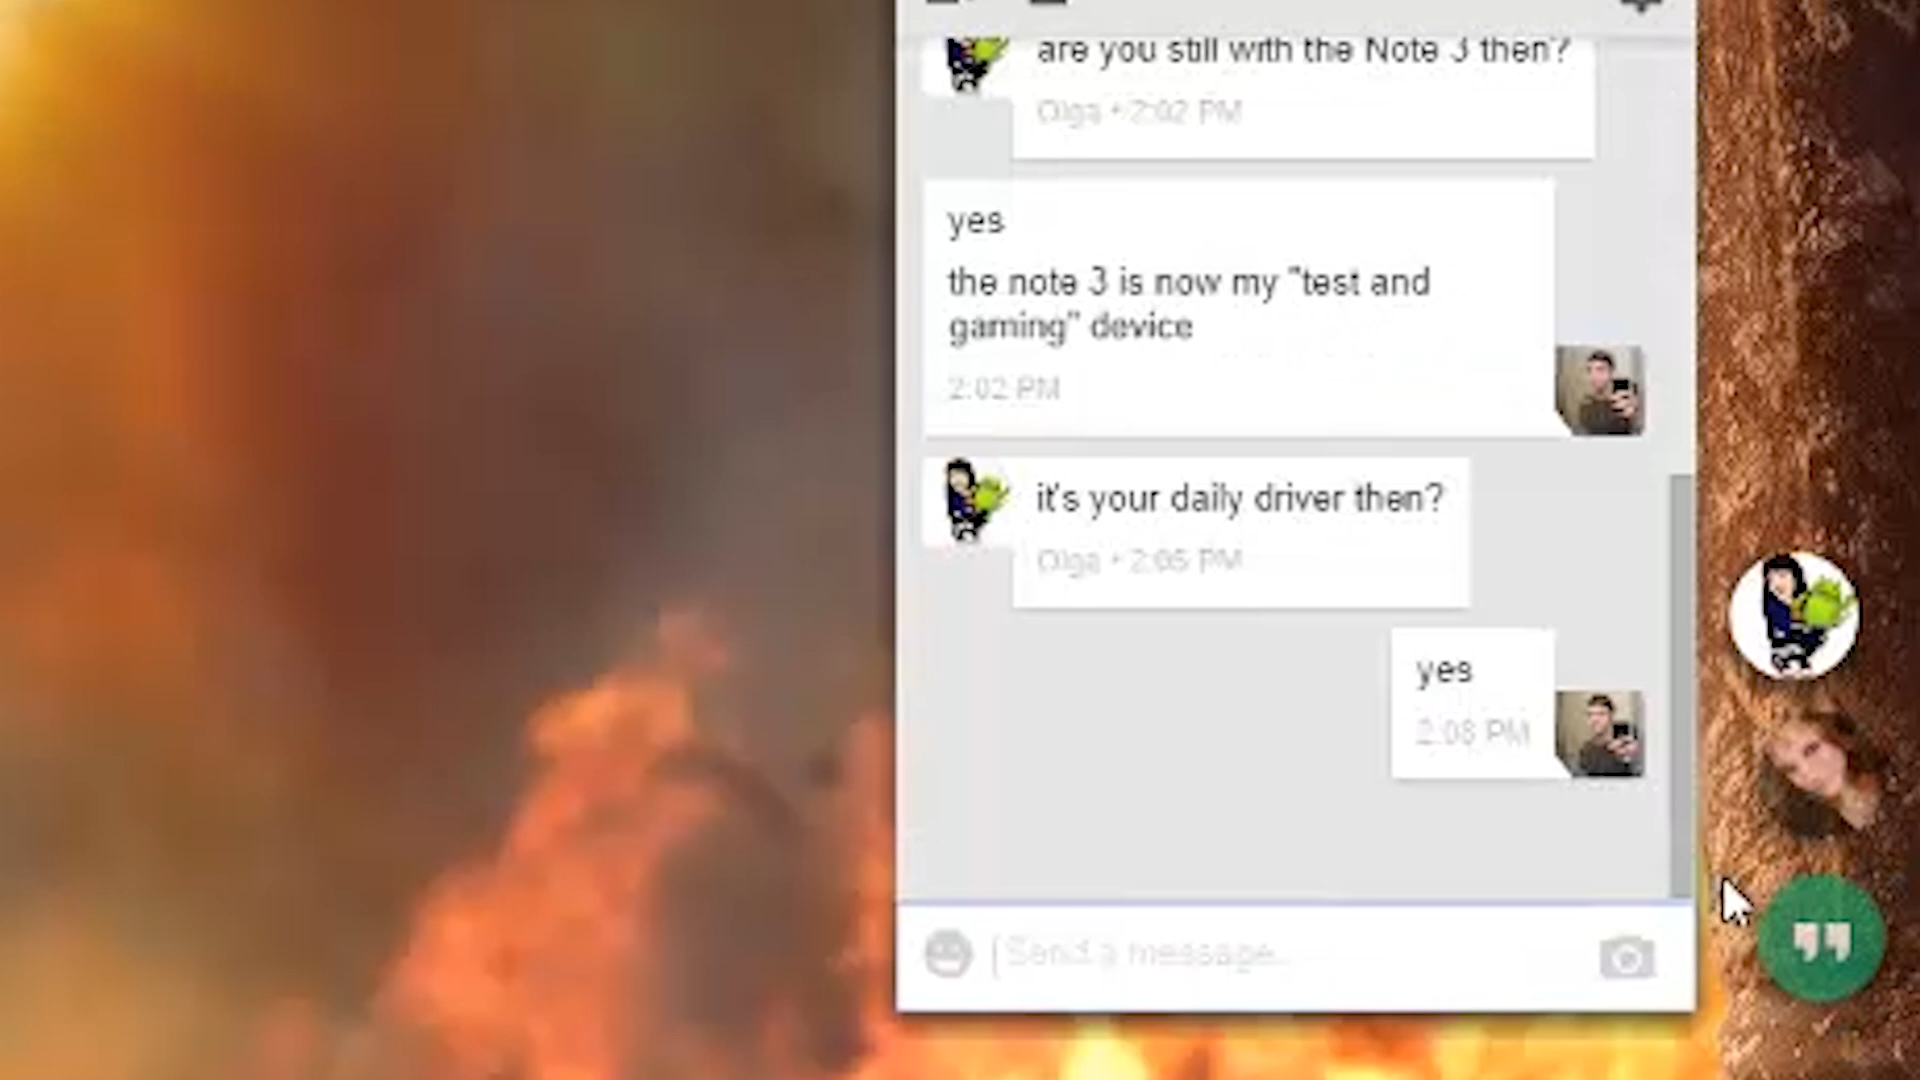 are you still with the Note 3 then?
Olga • 2:02 PM
yes
the note 3 is now my "test and
gaming" device
2:02 PM
it's your daily driver then?
Olga • 2:05 PM
yes
2:08 PM
Send a message...